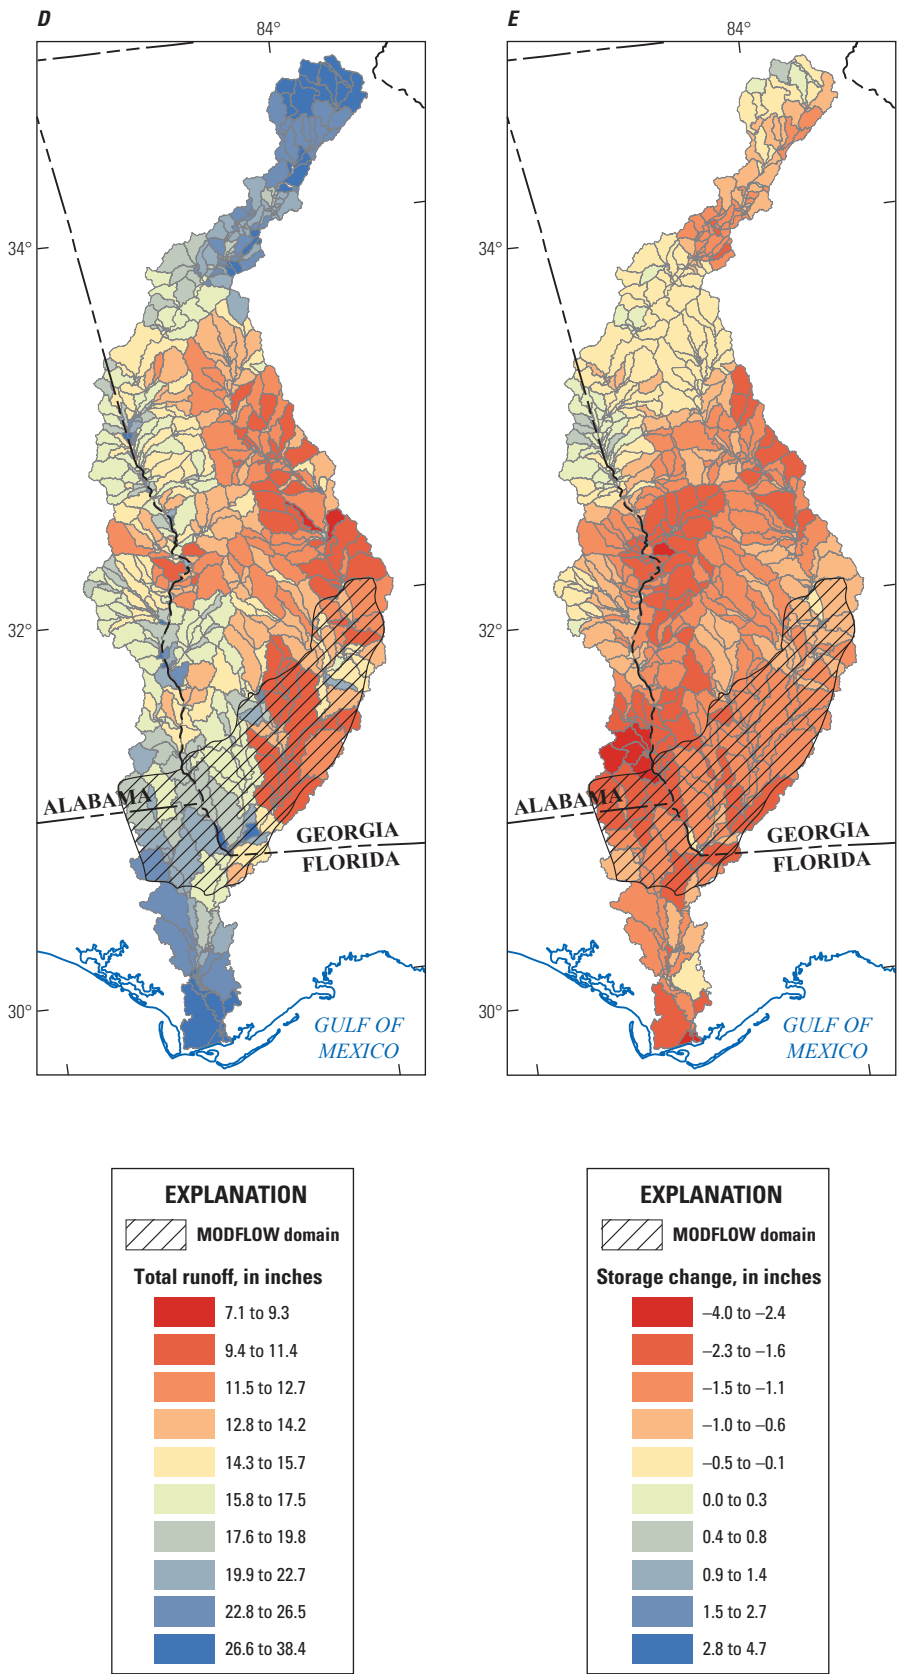 D
84°
34°
32°
30°
ALABAMA
GEORGIA
FLORIDA
GULF OF
MEXICO
E
84°
34°
32°
30°
ALABAMA
GEORGIA
FLORIDA
GULF OF
MEXICO
EXPLANATION
MODFLOW domain
Total runoff, in inches
7.1 to 9.3
9.4 to 11.4
11.5 to 12.7
12.8 to 14.2
14.3 to 15.7
15.8 to 17.5
17.6 to 19.8
19.9 to 22.7
22.8 to 26.5
26.6 to 38.4
EXPLANATION
MODFLOW domain
Storage change, in inches
–4.0 to –2.4
–2.3 to –1.6
–1.5 to –1.1
–1.0 to –0.6
–0.5 to –0.1
0.0 to 0.3
0.4 to 0.8
0.9 to 1.4
1.5 to 2.7
2.8 to 4.7